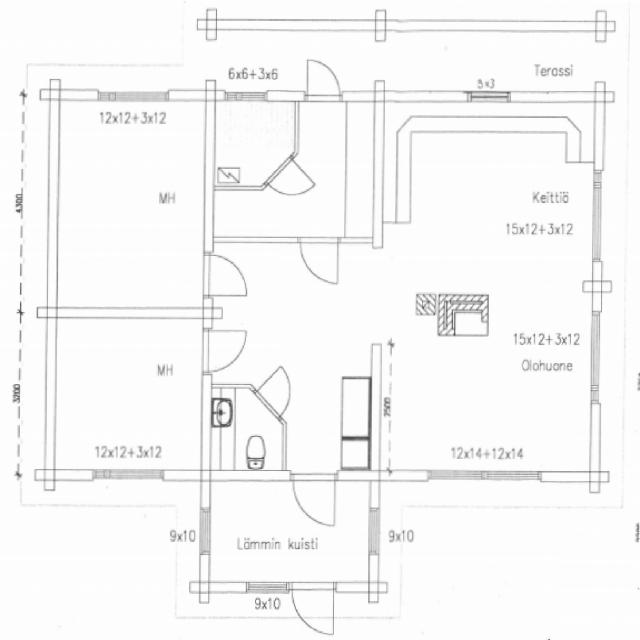 Terassi
6x6+3x6
9x3
12x12+3x12
4300
MH
Keittiö
15x12+3x12
15x12+3x12
Olohuone
MH
3200
2500
12x12+3x12
12x14+12x14
9x10
Lämmin kuisti
9x10
9x10